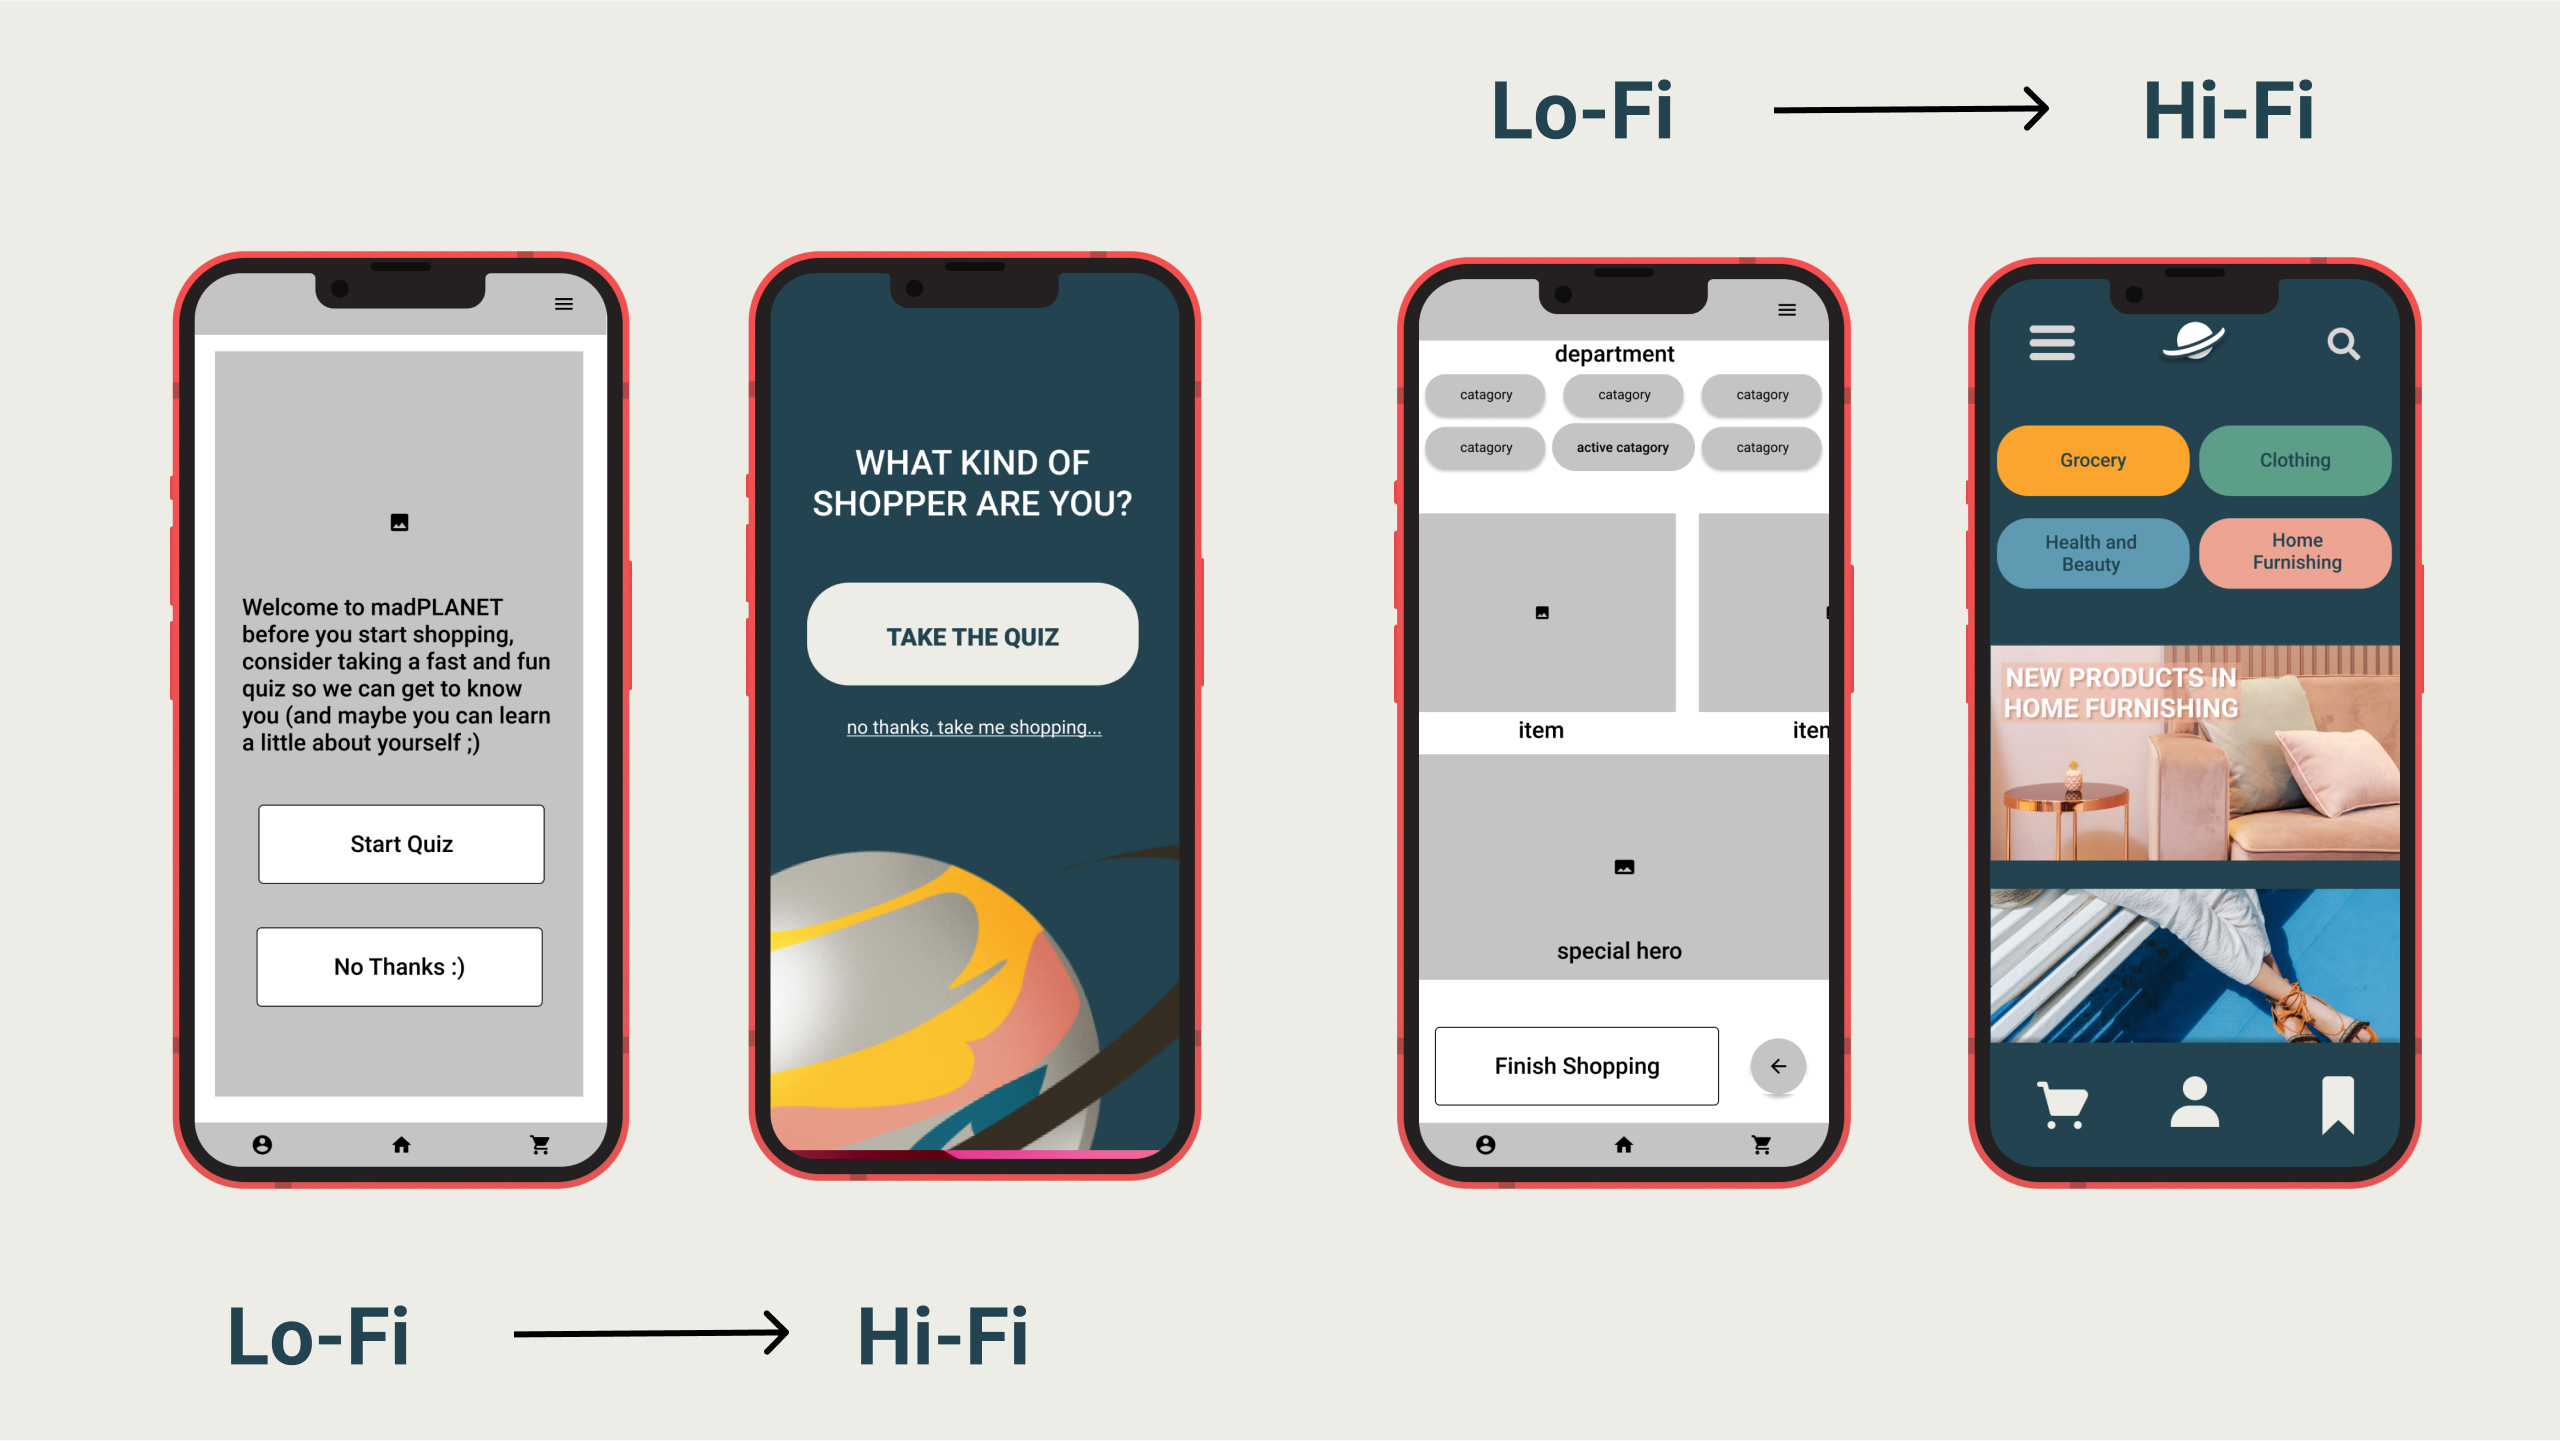 Lo-Fi
Hi-Fi
Welcome to madPLANET
before you start shopping,
consider taking a fast and fun
quiz so we can get to know
you (and maybe you can learn
a little about yourself ;)
Start Quiz
No Thanks :)
WHAT KIND OF
SHOPPER ARE YOU?
TAKE THE QUIZ
no thanks, take me shopping...
department
catagory
catagory
catagory
catagory
active catagory
catagory
item
iten
special hero
Finish Shopping
Grocery
Clothing
Health and
Beauty
Home
Furnishing
NEW PRODUCTS IN
HOME FURNISHING
Lo-Fi
Hi-Fi